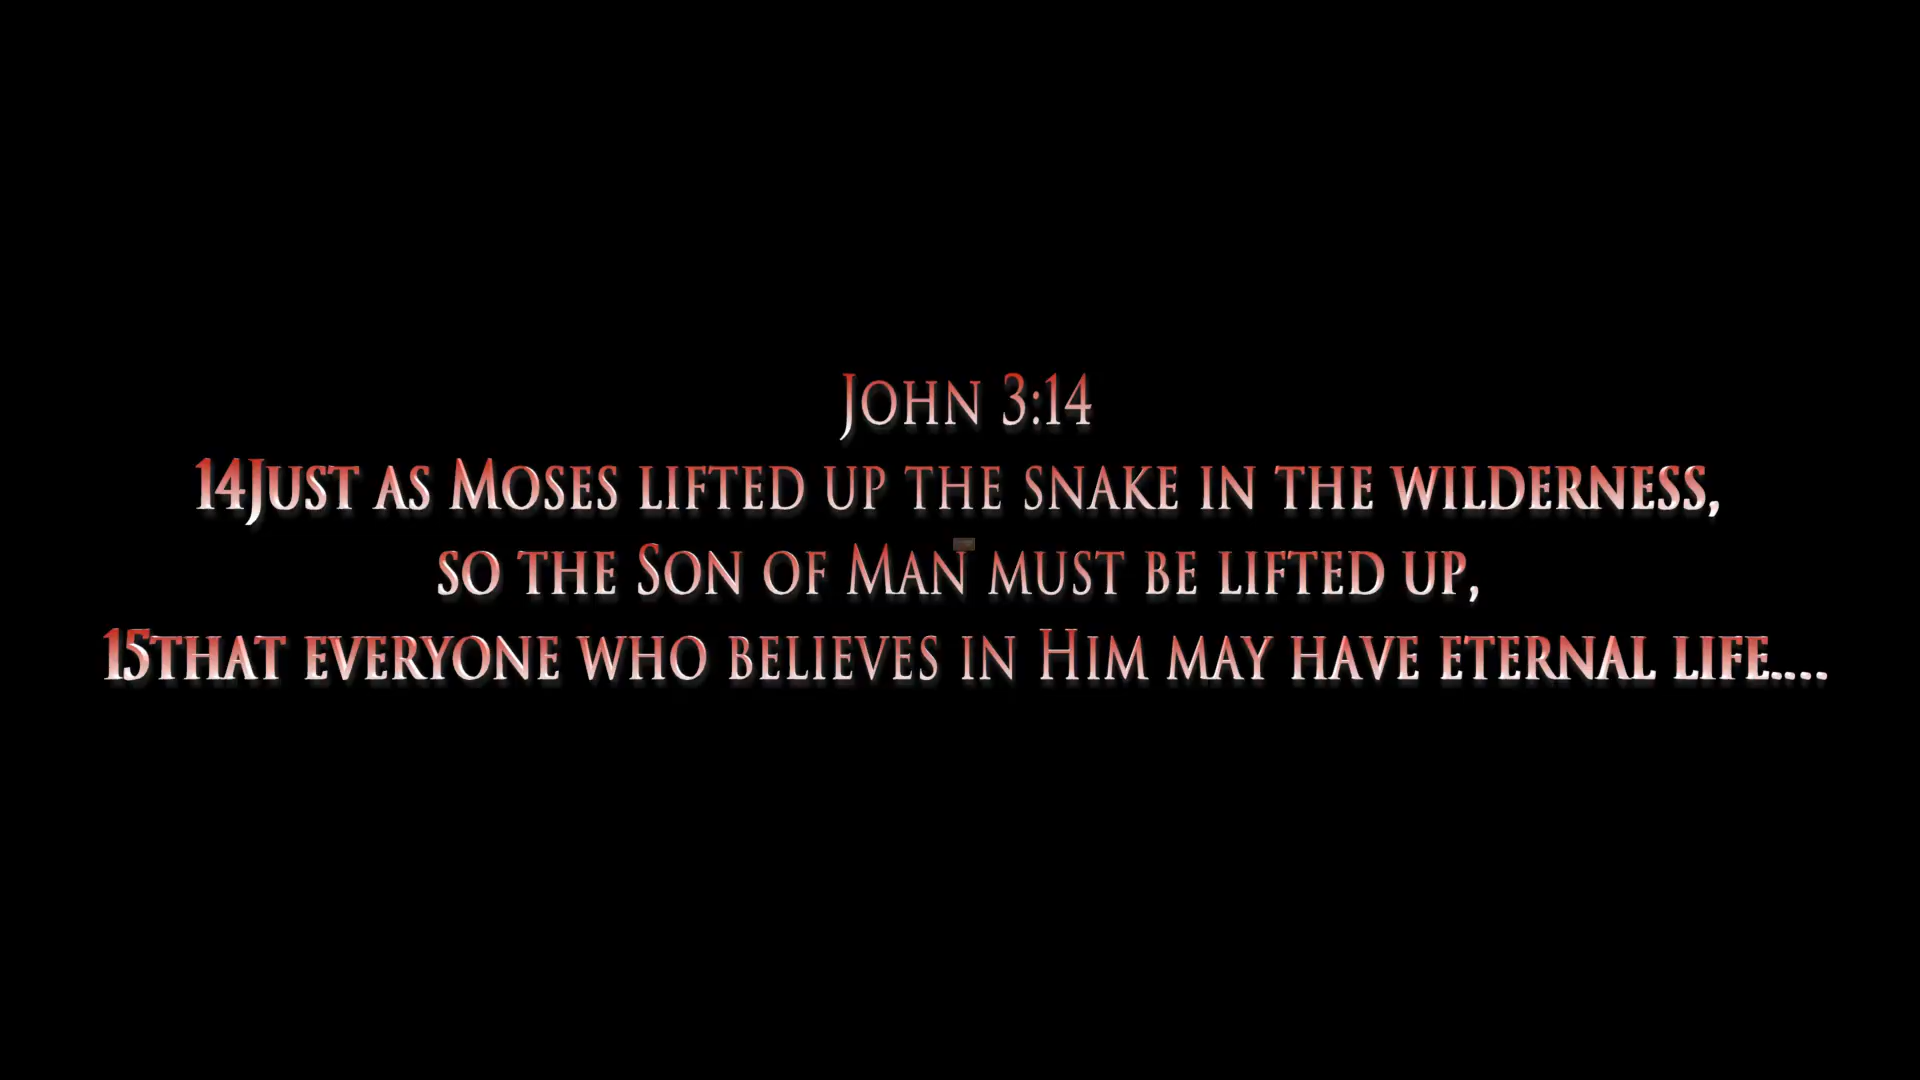 John 3:14
14Just as Moses lifted up the snake in the wilderness,
so the Son of Man must be lifted up,
15that everyone who believes in Him may have eternal life....